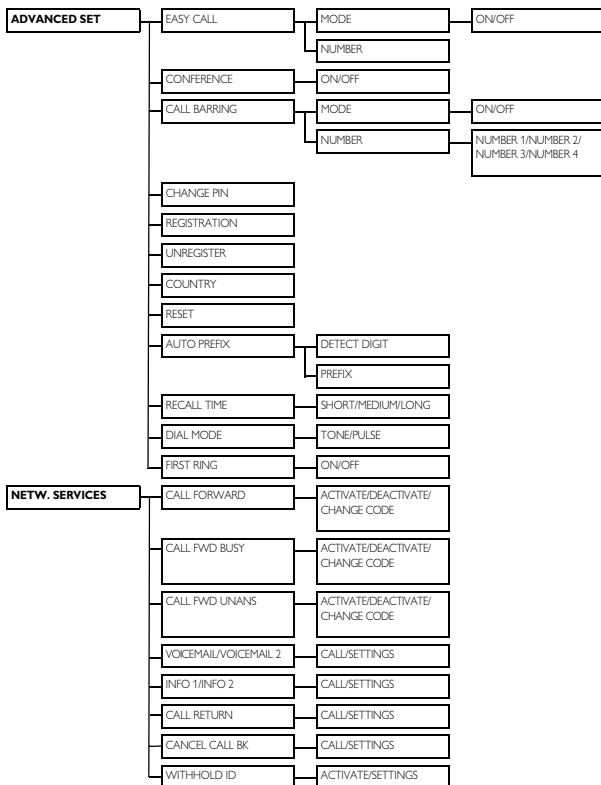 ADVANCED SET
EASY CALL
MODE
ON/OFF
NUMBER
CONFERENCE
ON/OFF
CALL BARRING
MODE
ON/OFF
NUMBER
NUMBER 1/NUMBER 2/
NUMBER 3/NUMBER 4
CHANGE PIN
REGISTRATION
UNREGISTER
COUNTRY
RESET
AUTO PREFIX
DETECT DIGIT
PREFIX
RECALL TIME
SHORT/MEDIUM/LONG
DIAL MODE
TONE/PULSE
FIRST RING
ON/OFF
NETW. SERVICES
CALL FORWARD
ACTIVATE/DEACTIVATE/
CHANGE CODE
CALL FWD BUSY
ACTIVATE/DEACTIVATE/
CHANGE CODE
CALL FWD UNANS
ACTIVATE/DEACTIVATE/
CHANGE CODE
VOICEMAIL/VOICEMAIL 2
CALL/SETTINGS
INFO 1/INFO 2
CALL/SETTINGS
CALL RETURN
CALL/SETTINGS
CANCEL CALL BK
CALL/SETTINGS
WITHHOLD ID
ACTIVATE/SETTINGS